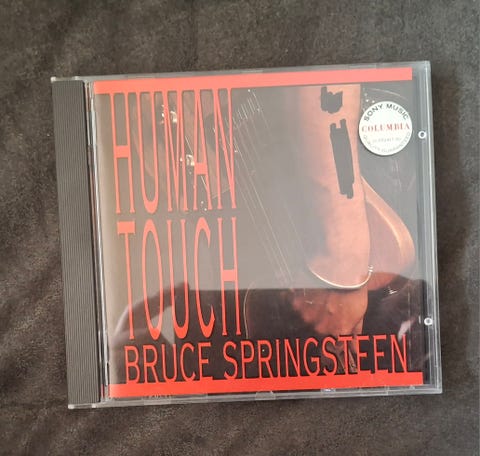 HUMAN
TOUCH
BRUCE SPRINGSTEEN
SONY MUSIC
COLUMBIA